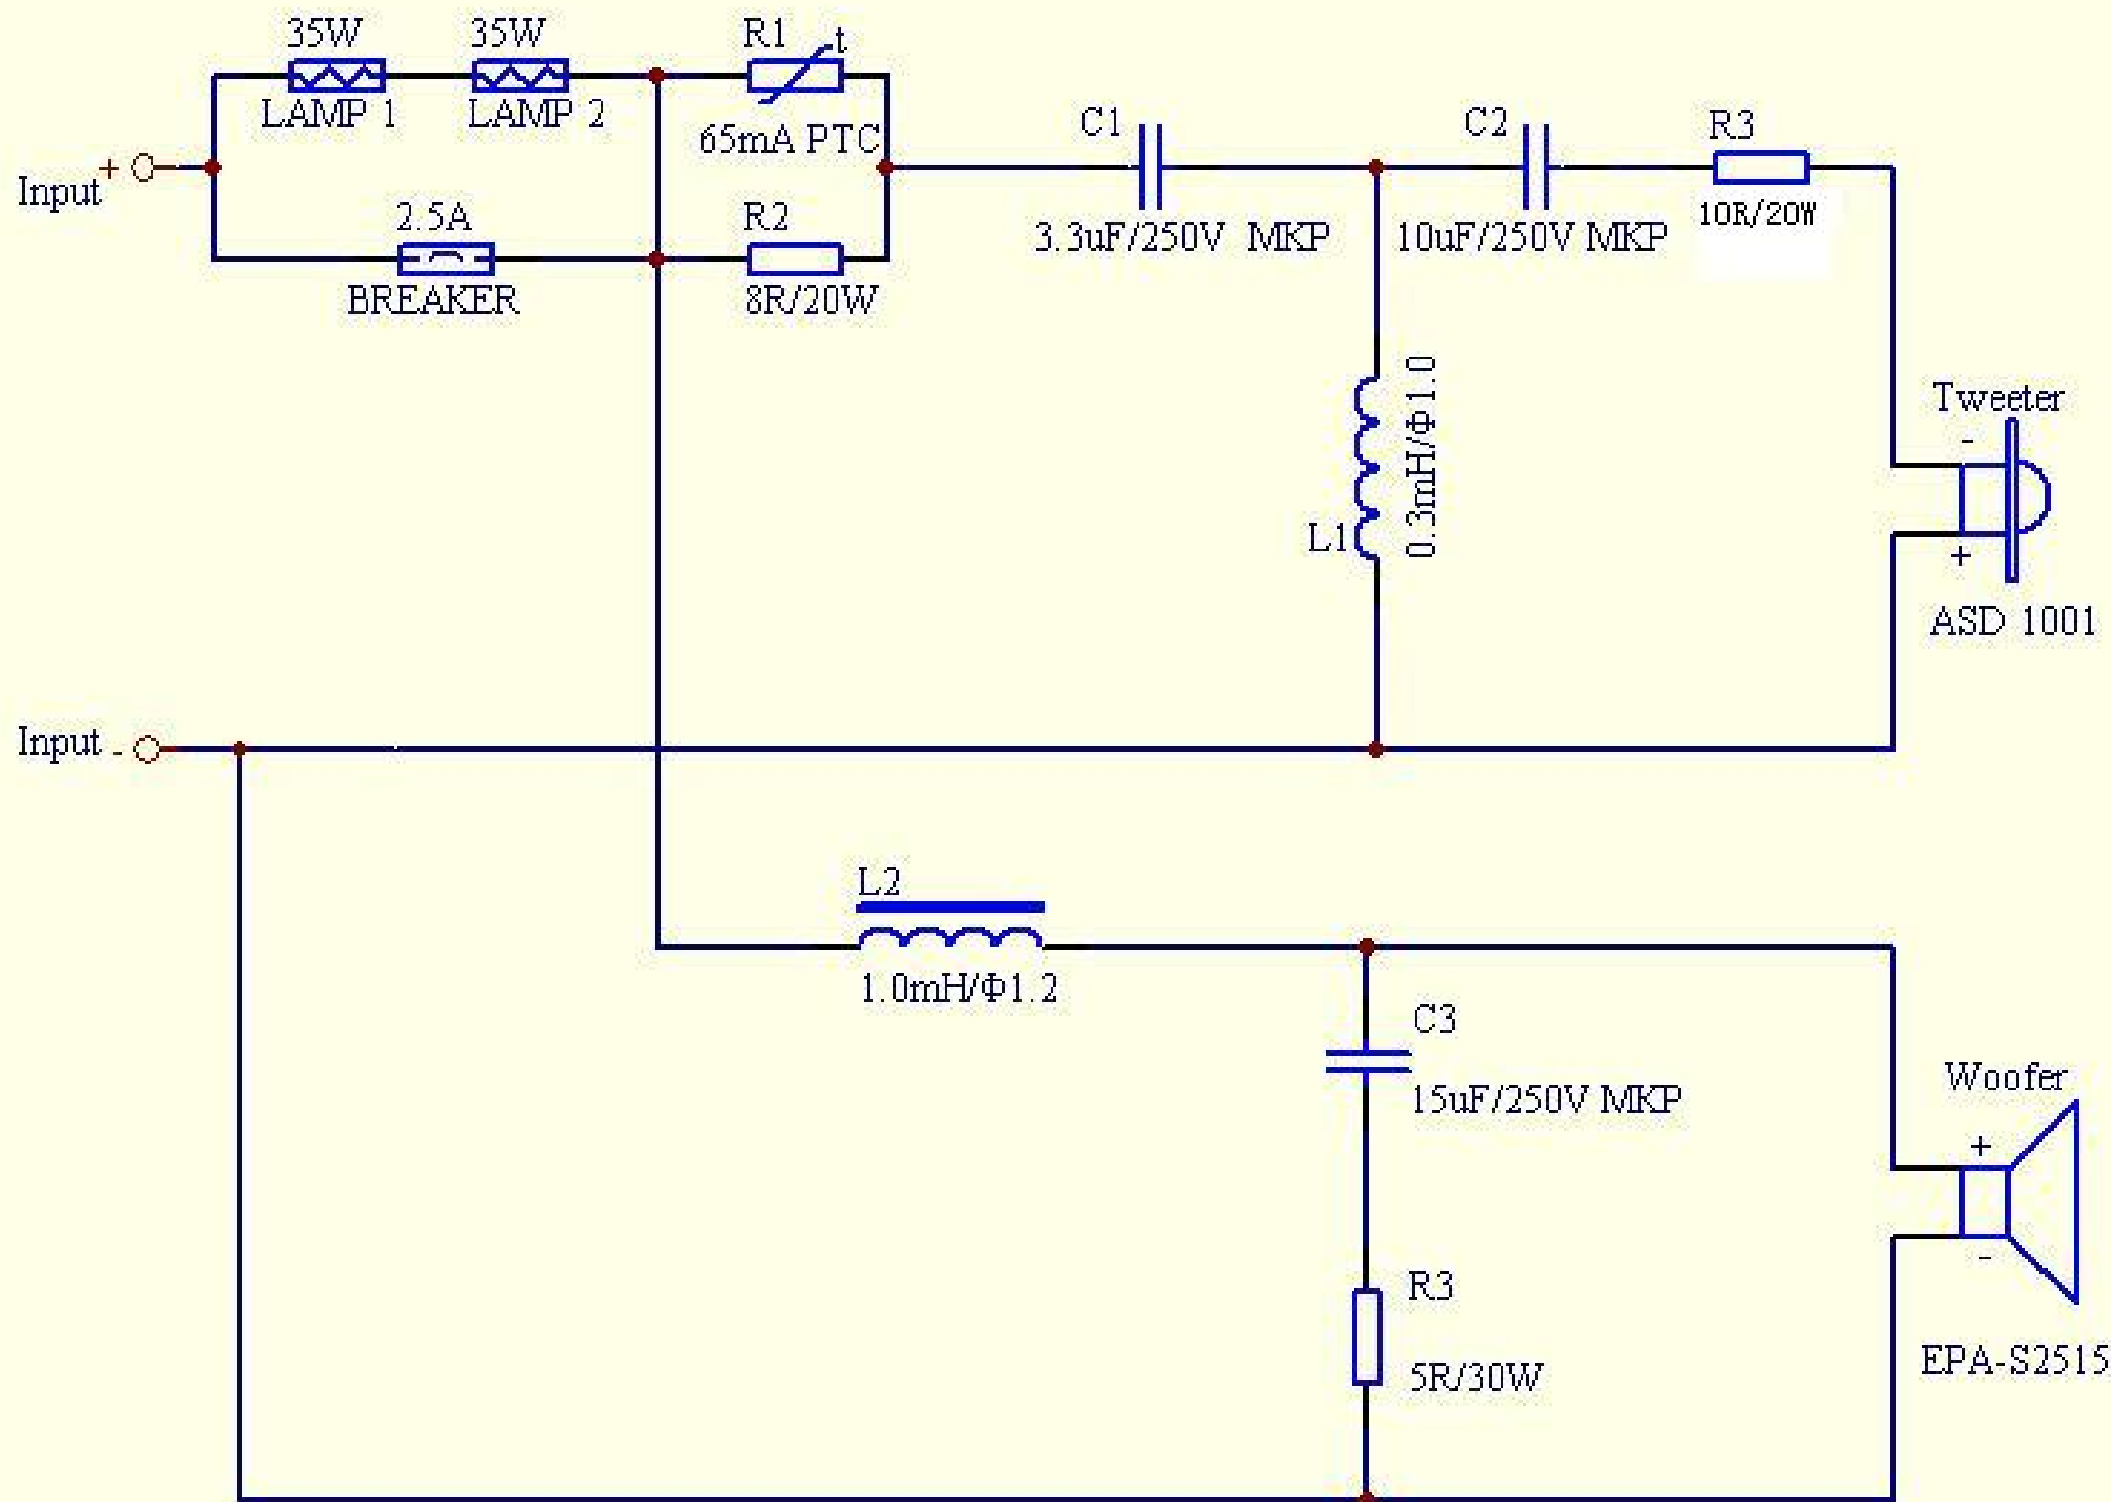 35W
35W
R1
t
LAMP 1
LAMP 2
65mA PTC
C1
C2
R3
Input
+
3.3uF/250V MKP
10uF/250V MKP
10R/20W
2.5A
R2
BREAKER
8R/20W
L1
0.3mH/Φ1.0
Tweeter
-
+
ASD 1001
Input -
L2
1.0mH/Φ1.2
C3
15uF/250V MKP
Woofer
+
-
R3
5R/30W
EPA-S2515